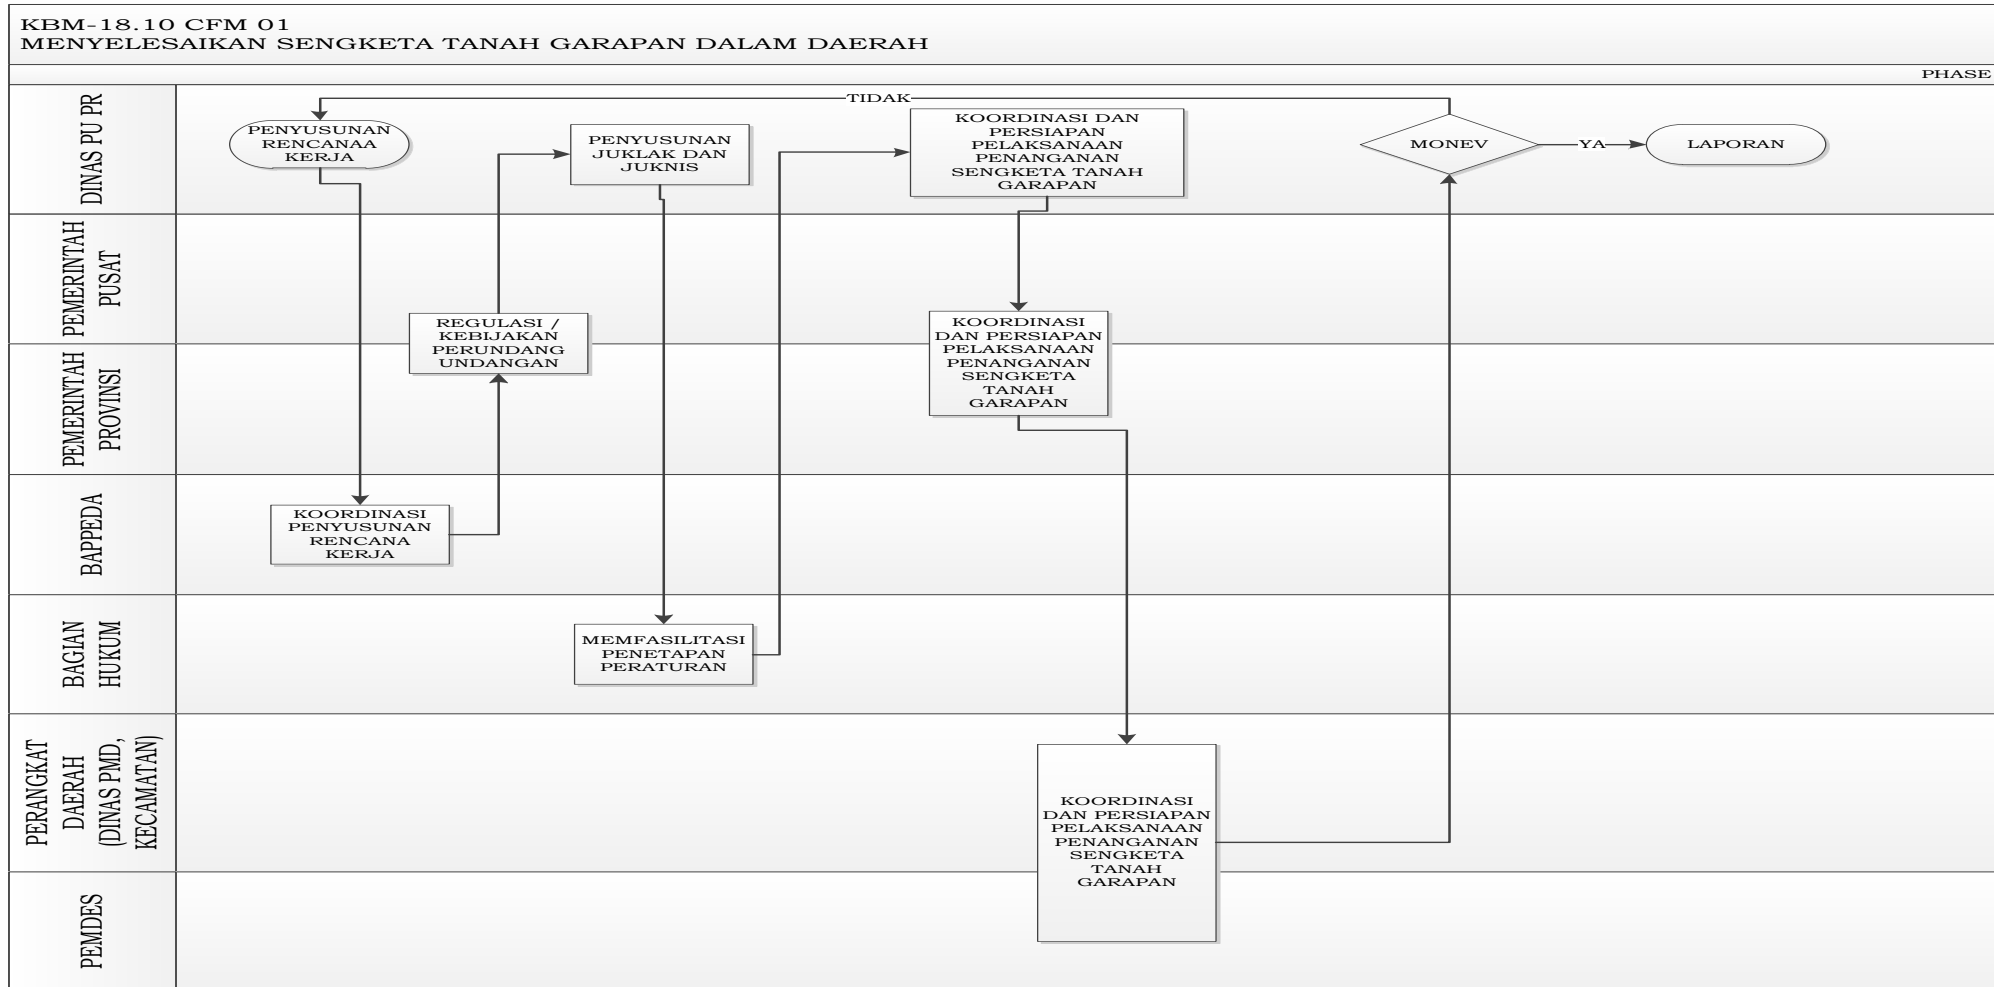 KBM-18.10 CFM 01
MENYELESAIKAN SENGKETA TANAH GARAPAN DALAM DAERAH
PHASE
DINAS PU PR
TIDAK
PENYUSUNAN
RENCANAA
KERJA
PENYUSUNAN
JUKLAK DAN
JUKNIS
KOORDINASI DAN
PERSIAPAN
PELAKSANAAN
PENANGANAN
SENGKETA TANAH
GARAPAN
MONEV
YA
LAPORAN
PEMERINTAH
PUSAT
REGULASI /
KEBIJAKAN
PERUNDANG
UNDANGAN
KOORDINASI
DAN PERSIAPAN
PELAKSANAAN
PENANGANAN
SENGKETA
TANAH
GARAPAN
PEMERINTAH
PROVINSI
BAPPEDA
KOORDINASI
PENYUSUNAN
RENCANA
KERJA
BAGIAN
HUKUM
MEMFASILITASI
PENETAPAN
PERATURAN
PERANGKAT
DAERAH
(DINAS PMD,
KECAMATAN)
KOORDINASI
DAN PERSIAPAN
PELAKSANAAN
PENANGANAN
SENGKETA
TANAH
GARAPAN
PEMDES